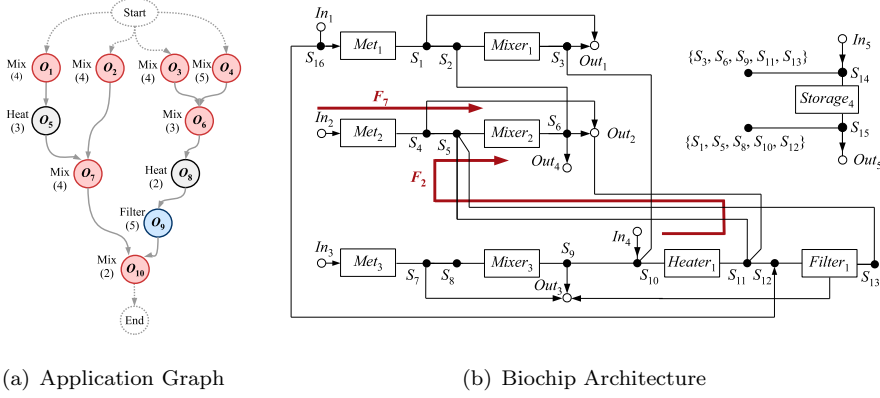 Start
Mix
(4)
O1
Mix
(4)
O2
Mix
(4)
O3
Mix
(5)
O4
Heat
(3)
O5
Mix
(3)
O6
Mix
(4)
O7
Heat
(2)
O8
Filter
(5)
O9
Mix
(2)
O10
End
(a) Application Graph
In1
S16
Met1
S1
S2
Mixer1
S3
Out1
F7
In2
Met2
S4
S5
Mixer2
S6
Out2
Out4
F2
In3
Met3
S7
S8
Mixer3
S9
Out3
In4
S10
Heater1
S11
S12
Filter1
S13
In5
{S3, S6, S9, S11, S13}
S14
Storage4
S15
{S1, S5, S8, S10, S12}
Out5
(b) Biochip Architecture